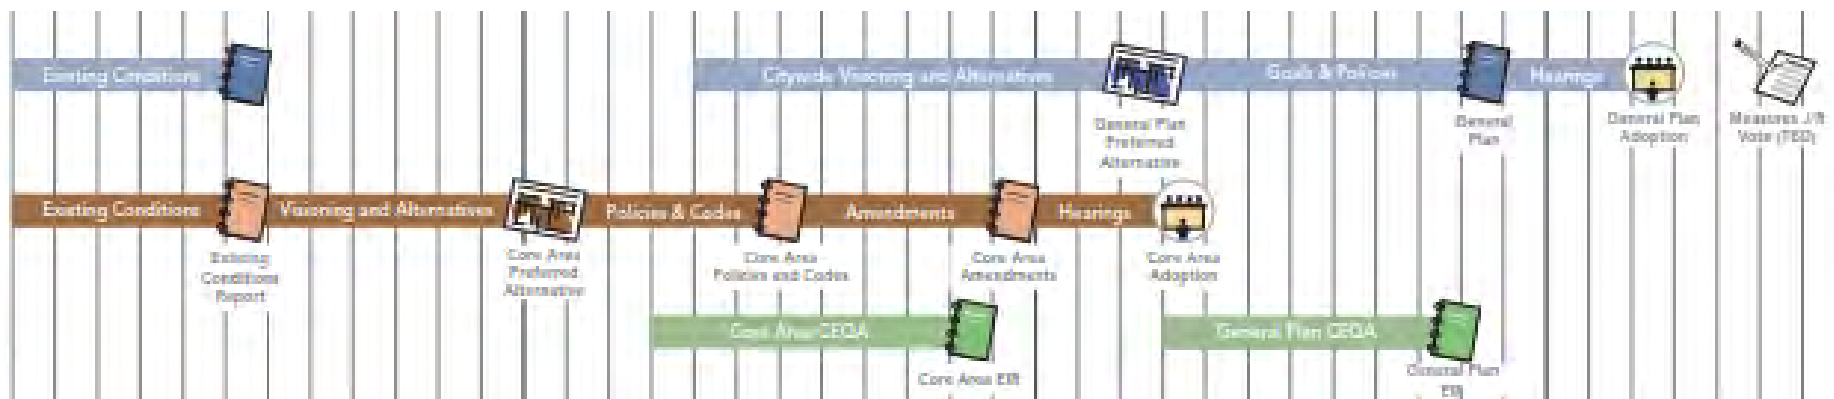 Existing Conditions
Citywide Visioning and Alternatives
Goals & Policies
Hearings
General Plan
Preferred
Alternative
General
Plan
General Plan
Adoption
Measures J/R
Vote (TBD)
Existing Conditions
Visioning and Alternatives
Policies & Codes
Amendments
Hearings
Existing
Conditions
Report
Core Area
Preferred
Alternative
Core Area
Policies and Codes
Core Area
Amendments
Core Area
Adoption
Core Area CEQA
General Plan CEQA
Core Area EIR
General Plan
EIR